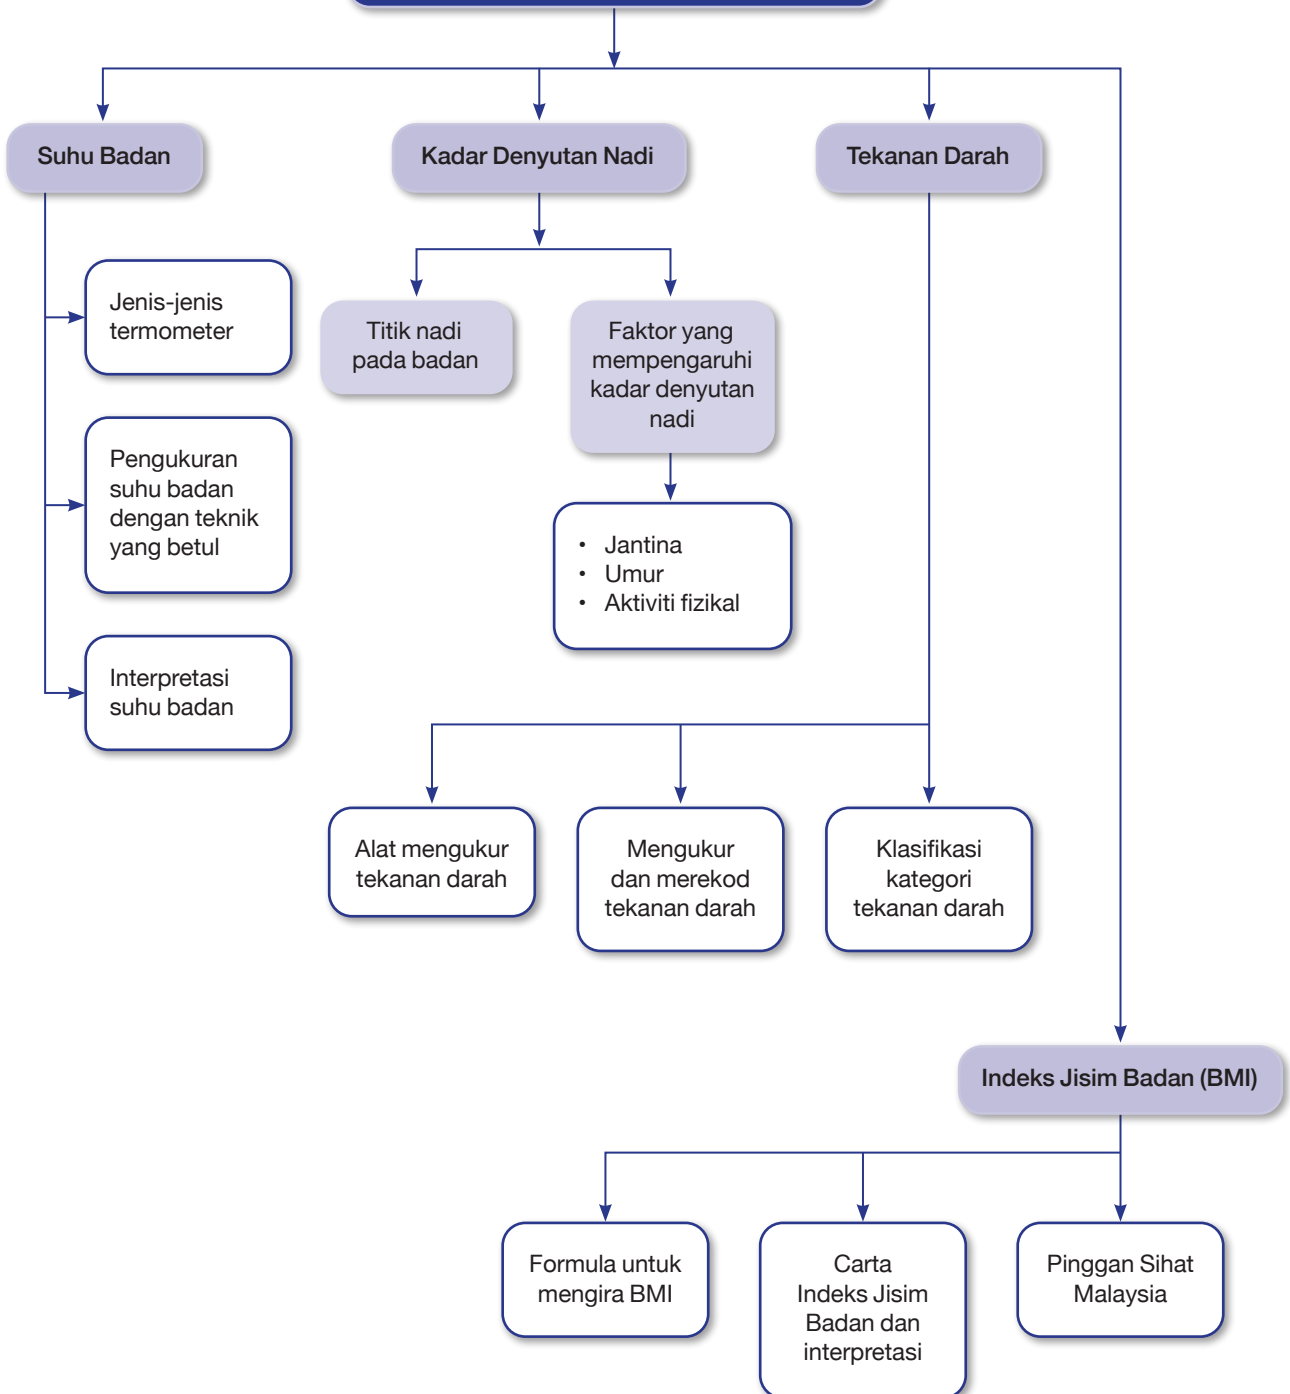 Suhu Badan
Kadar Denyutan Nadi
Tekanan Darah
Jenis-jenis
termometer
Pengukuran
suhu badan
dengan teknik
yang betul
Interpretasi
suhu badan
Titik nadi
pada badan
Faktor yang
mempengaruhi
kadar denyutan
nadi
• Jantina
• Umur
• Aktiviti fizikal
Alat mengukur
tekanan darah
Mengukur
dan merekod
tekanan darah
Klasifikasi
kategori
tekanan darah
Indeks Jisim Badan (BMI)
Formula untuk
mengira BMI
Carta
Indeks Jisim
Badan dan
interpretasi
Pinggan Sihat
Malaysia